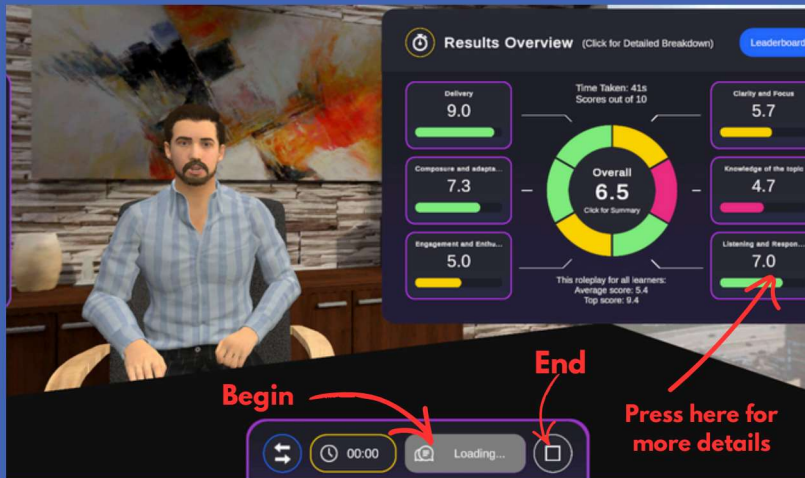 Results Overview (Click for Detailed Breakdown)
Leaderboard
Delivery
9.0
Time Taken: 41s
Scores out of 10
Clarity and Focus
5.7
Composure and adapta...
7.3
Overall
6.5
Click for Summary
Knowledge of the topic
4.7
Engagement and Enthu...
5.0
This roleplay for all learners:
Average score: 5.4
Top score: 9.4
Listening and Respon...
7.0
Begin
End
Press here for
more details
00:00
Loading...